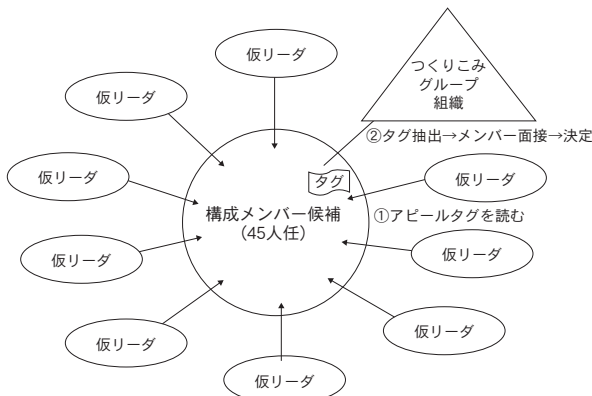 仮リーダ
つくりこみ
グループ
組織
仮リーダ
②タグ抽出→メンバー面接→決定
仮リーダ
タグ
仮リーダ
構成メンバー候補
(45人任)
①アピールタグを読む
仮リーダ
仮リーダ
仮リーダ
仮リーダ
仮リーダ